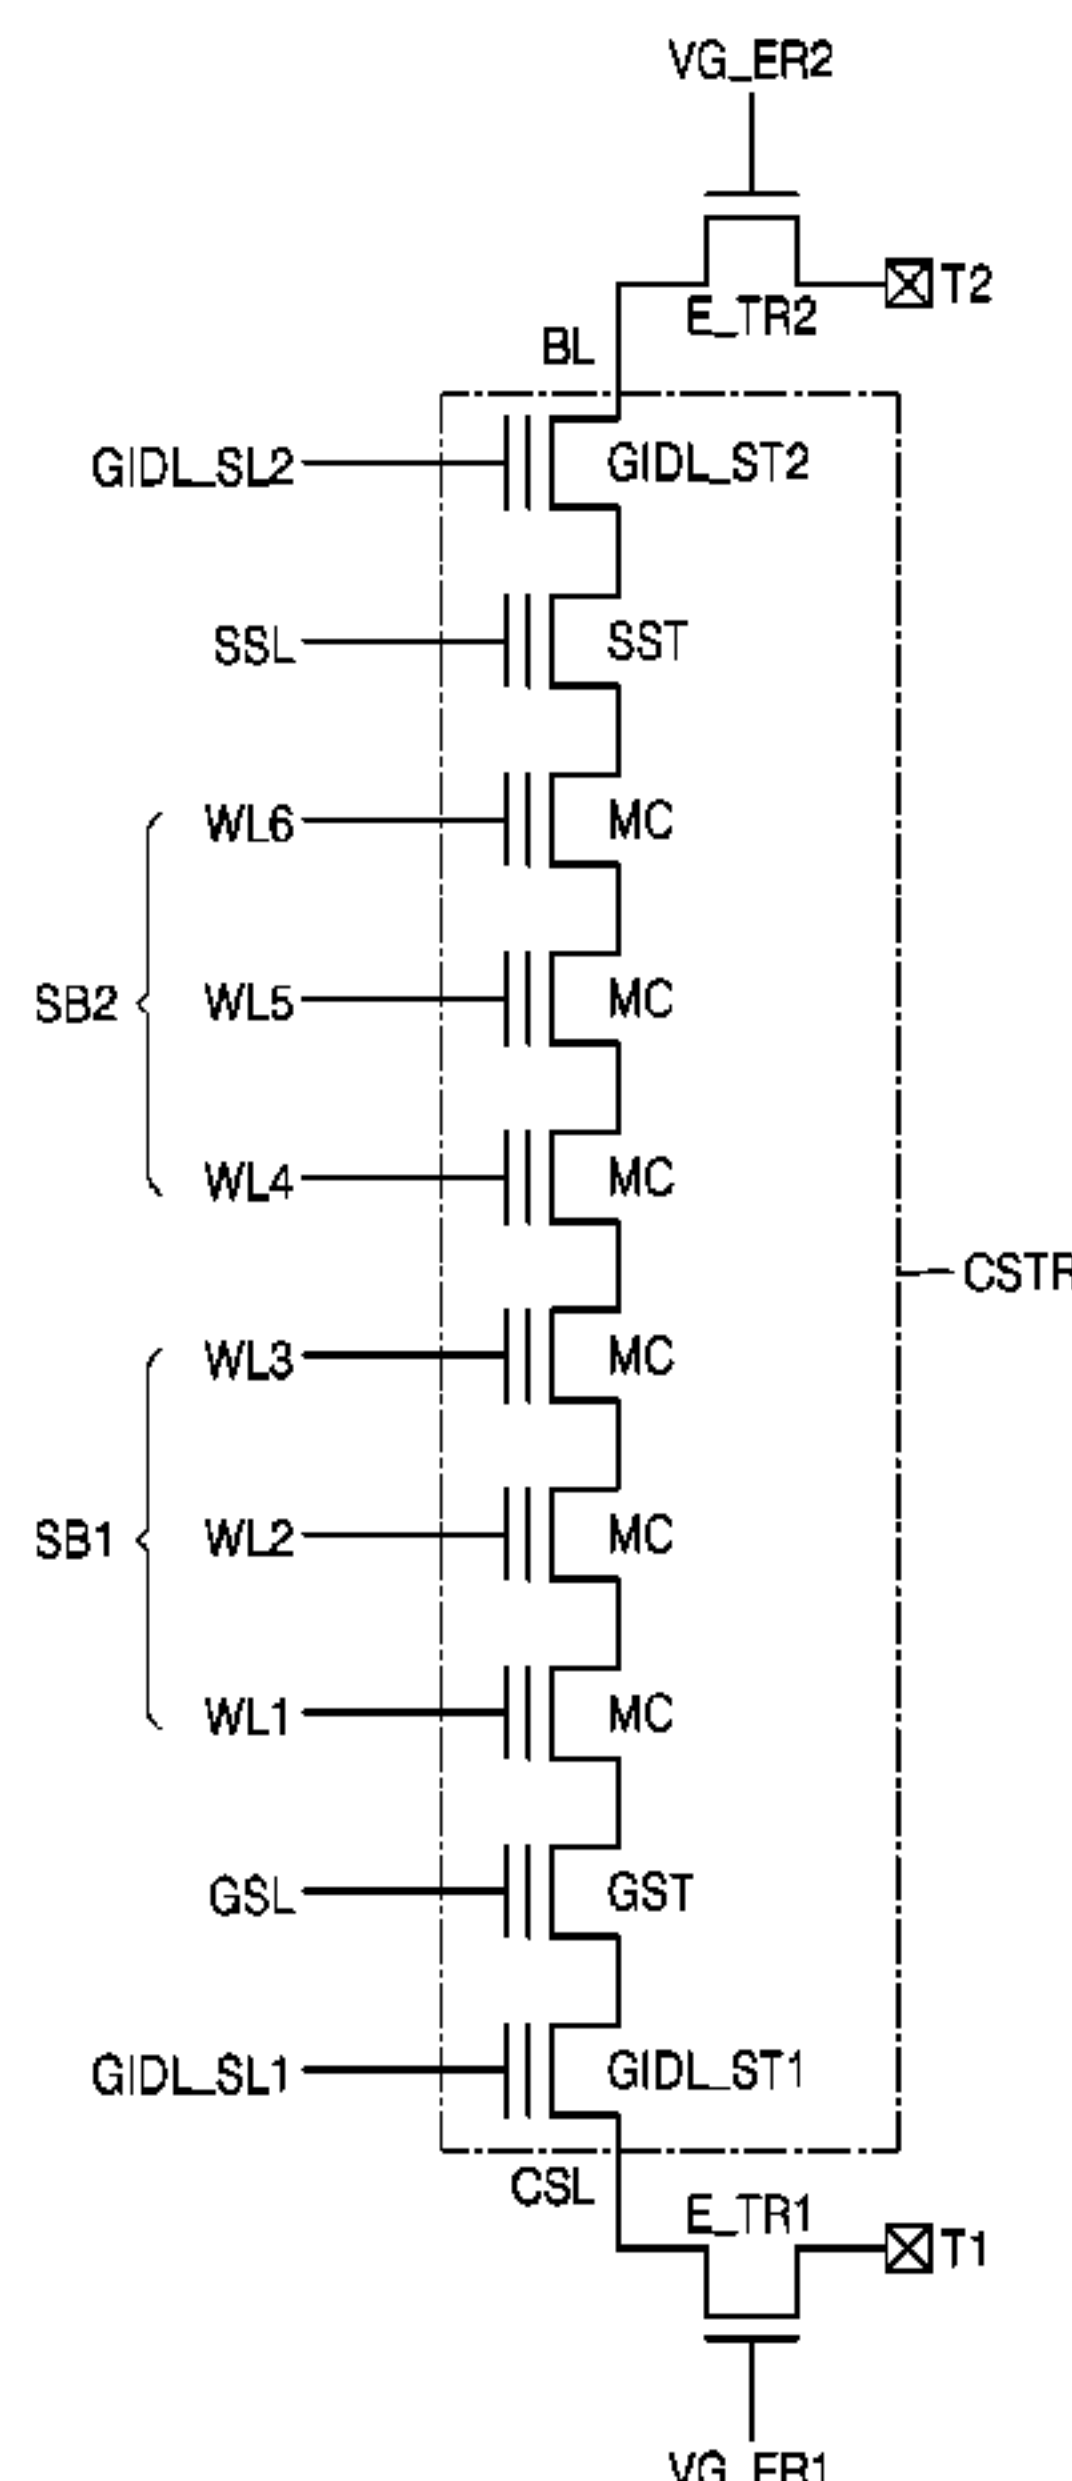 VG_ER2
T2
E_TR2
BL
GIDL_SL2 GIDL_ST2
SSL SST
WL6 MC
SB2 WL5 MC
WL4 MC
CSTR
WL3 MC
SB1 WL2 MC
WL1 MC
GSL GST
GIDL_SL1 GIDL_ST1
CSL
E_TR1
T1
VG_ER1